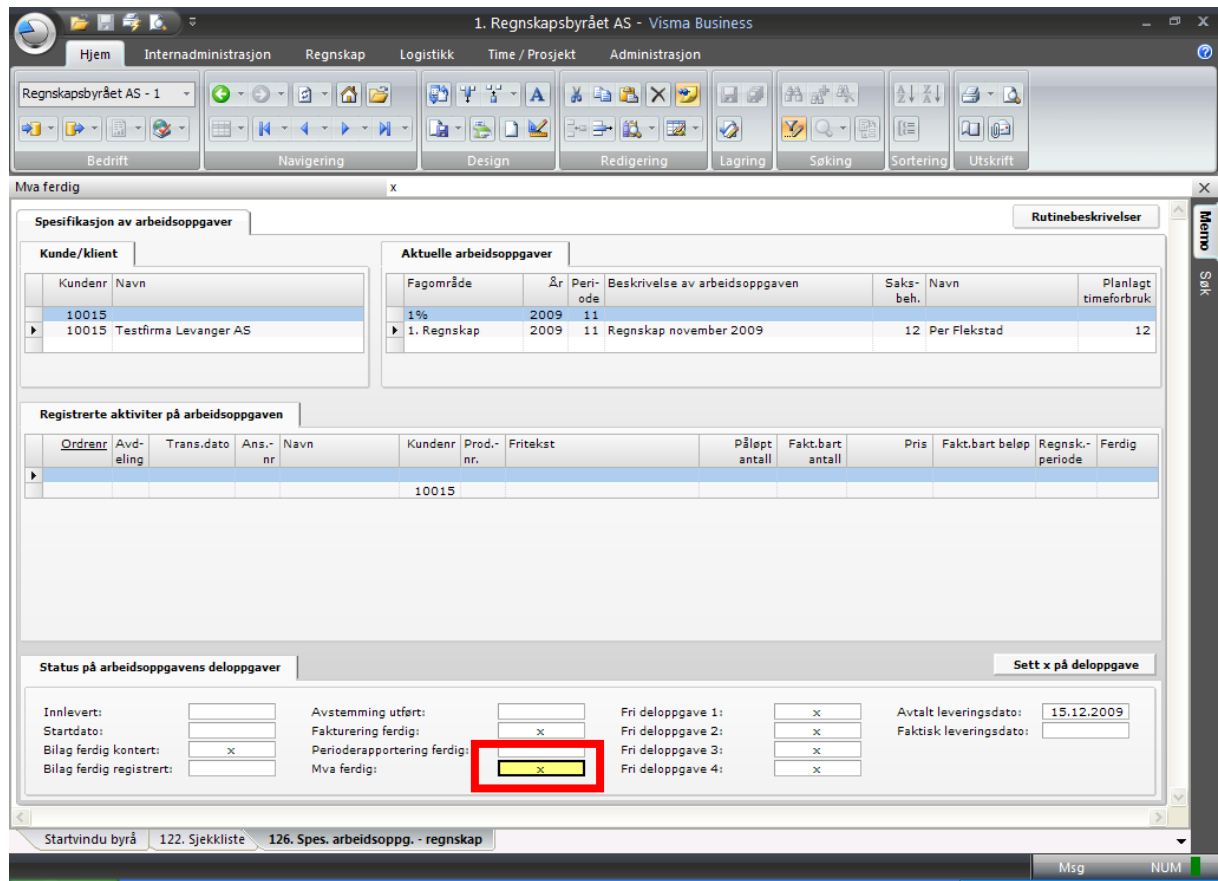 1. Regnskapsbyrået AS - Visma Business
Hjem Internadministrasjon Regnskap Logistikk Time / Prosjekt Administrasjon
Regnskapsbyrået AS - 1
Bedrift Navigering Design Redigering Lagring Søking Sortering Utskrift
Mva ferdig x
Memo
Søk
Spesifikasjon av arbeidsoppgaver Rutinebeskrivelser
Kunde/klient
Kundenr Navn
10015
10015 Testfirma Levanger AS
Aktuelle arbeidsoppgaver
Fagområde År Peri-ode Beskrivelse av arbeidsoppgaven Saks-beh. Navn Planlagt timeforbruk
1% 2009 11
1. Regnskap 2009 11 Regnskap november 2009 12 Per Flekstad 12
Registrerte aktiviter på arbeidsoppgaven
Ordrenr Avd-eling Trans.dato Ans.-nr Navn Kundenr Prod.-nr. Fritekst Påløpt antall Fakt.bart antall Pris Fakt.bart beløp Regnsk.-periode Ferdig
10015
Status på arbeidsoppgavens deloppgaver Sett x på deloppgave
Innlevert: Avstemming utført: Fri deloppgave 1: x Avtalt leveringsdato: 15.12.2009
Startdato: Fakturering ferdig: x Fri deloppgave 2: x Faktisk leveringsdato:
Bilag ferdig kontert: x Perioderapportering ferdig: Fri deloppgave 3: x
Bilag ferdig registrert: Mva ferdig: x Fri deloppgave 4: x
Startvindu byrå 122. Sjekkliste 126. Spes. arbeidsoppg. - regnskap
Msg NUM